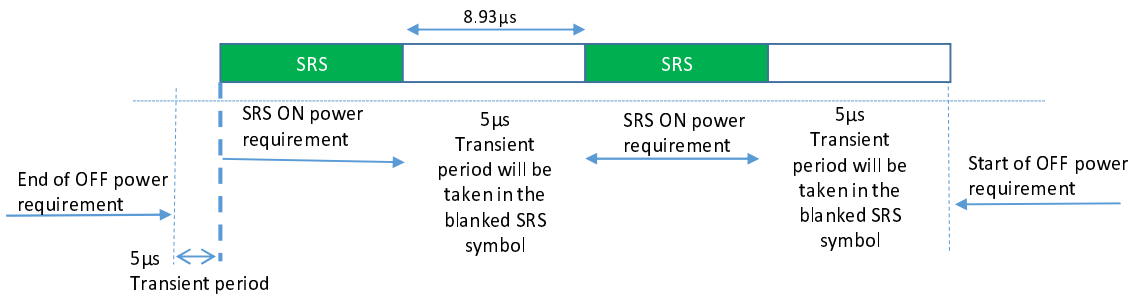 8.93µs
SRS
SRS
SRS ON power
requirement
5µs
Transient
period will be
taken in the
blanked SRS
symbol
SRS ON power
requirement
5µs
Transient
period will be
taken in the
blanked SRS
symbol
End of OFF power
requirement
Start of OFF power
requirement
5µs
Transient period